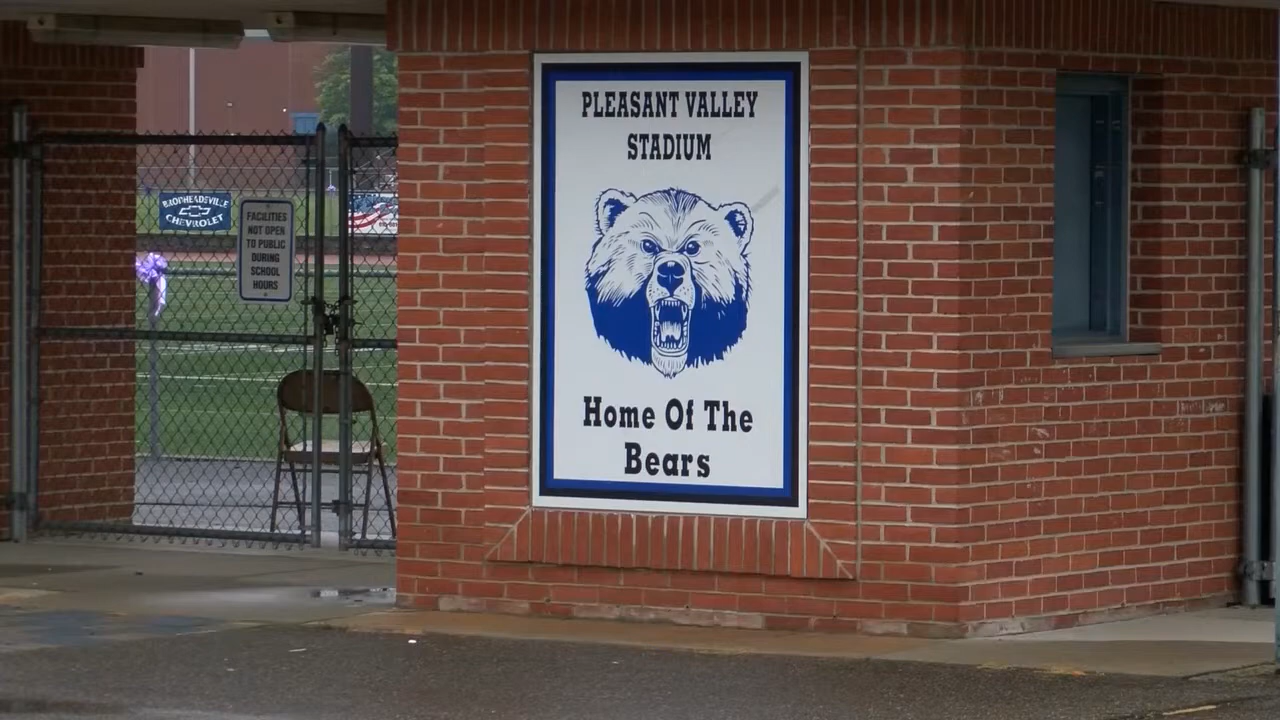 PLEASANT VALLEY
STADIUM
Home Of The
Bears
BRODHEADSVILLE
CHEVROLET
FACILITIES
NOT OPEN
TO PUBLIC
DURING
SCHOOL
HOURS